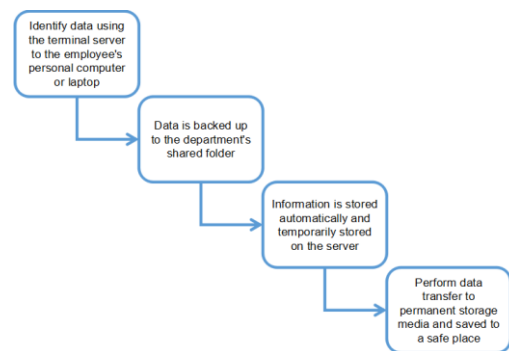 Identify data using
the terminal server
to the employee's
personal computer
or laptop
Data is backed up
to the department's
shared folder
Information is stored
automatically and
temporarily stored
on the server
Perform data
transfer to
permanent storage
media and saved to
a safe place